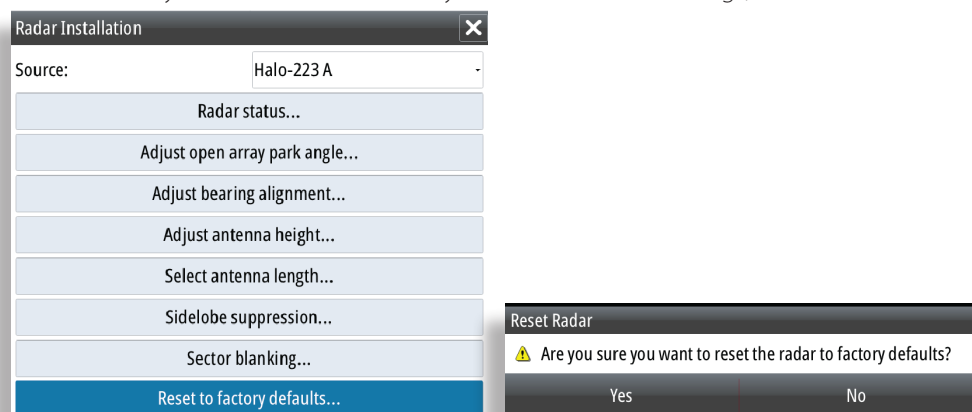 Radar Installation
Source:
Halo-223 A
Radar status...
Adjust open array park angle...
Adjust bearing alignment...
Adjust antenna height...
Select antenna length...
Sidelobe suppression...
Sector blanking...
Reset to factory defaults...
Reset Radar
Are you sure you want to reset the radar to factory defaults?
Yes
No